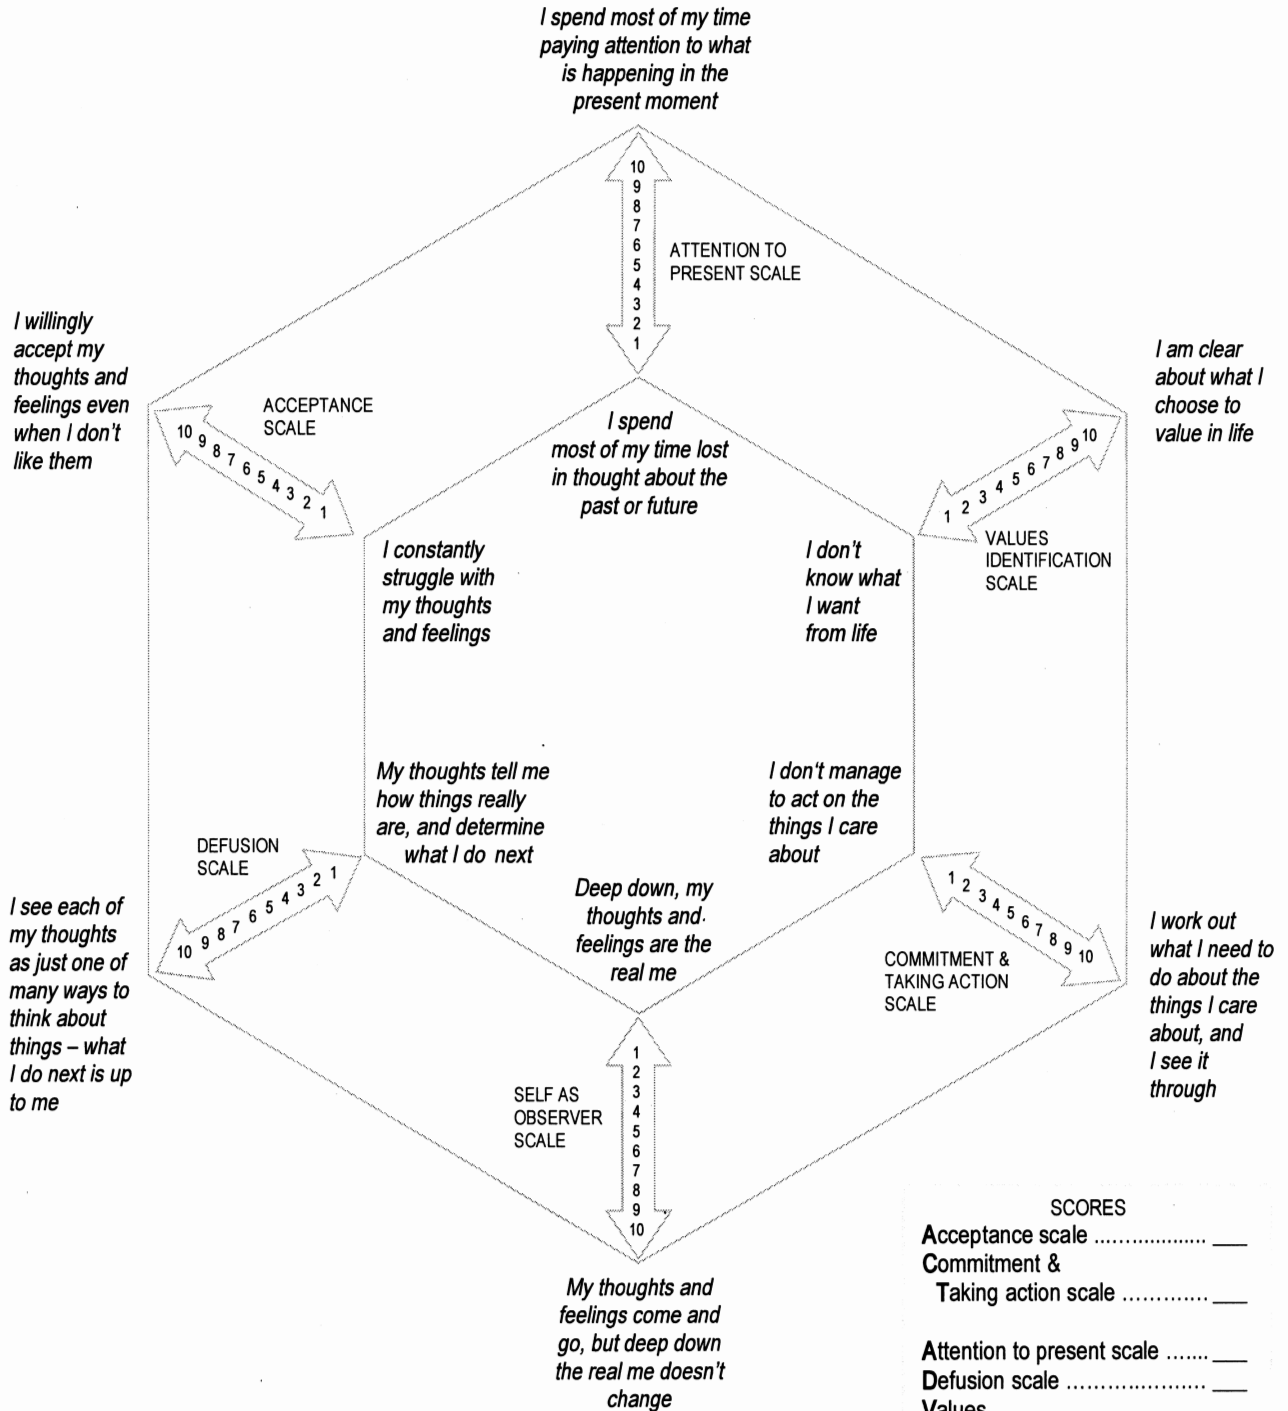 I spend most of my time
paying attention to what
is happening in the
present moment
10
9
8
7
6
5
4
3
2
1
ATTENTION TO
PRESENT SCALE
I spend
most of my time lost
in thought about the
past or future
I willingly
accept my
thoughts and
feelings even
when I don't
like them
ACCEPTANCE
SCALE
10 9 8 7 6 5 4 3 2 1
I constantly
struggle with
my thoughts
and feelings
I am clear
about what I
choose to
value in life
1 2 3 4 5 6 7 8 9 10
VALUES
IDENTIFICATION
SCALE
I don't
know what
I want
from life
My thoughts tell me
how things really
are, and determine
what I do next
DEFUSION
SCALE
10 9 8 7 6 5 4 3 2 1
I see each of
my thoughts
as just one of
many ways to
think about
things – what
I do next is up
to me
I don't manage
to act on the
things I care
about
1 2 3 4 5 6 7 8 9 10
COMMITMENT &
TAKING ACTION
SCALE
I work out
what I need to
do about the
things I care
about, and
I see it
through
Deep down, my
thoughts and
feelings are the
real me
1
2
3
4
5
6
7
8
9
10
SELF AS
OBSERVER
SCALE
My thoughts and
feelings come and
go, but deep down
the real me doesn't
change
SCORES
Acceptance scale .................... ___
Commitment &
Taking action scale ............. ___
Attention to present scale ....... ___
Defusion scale ....................... ___
Values